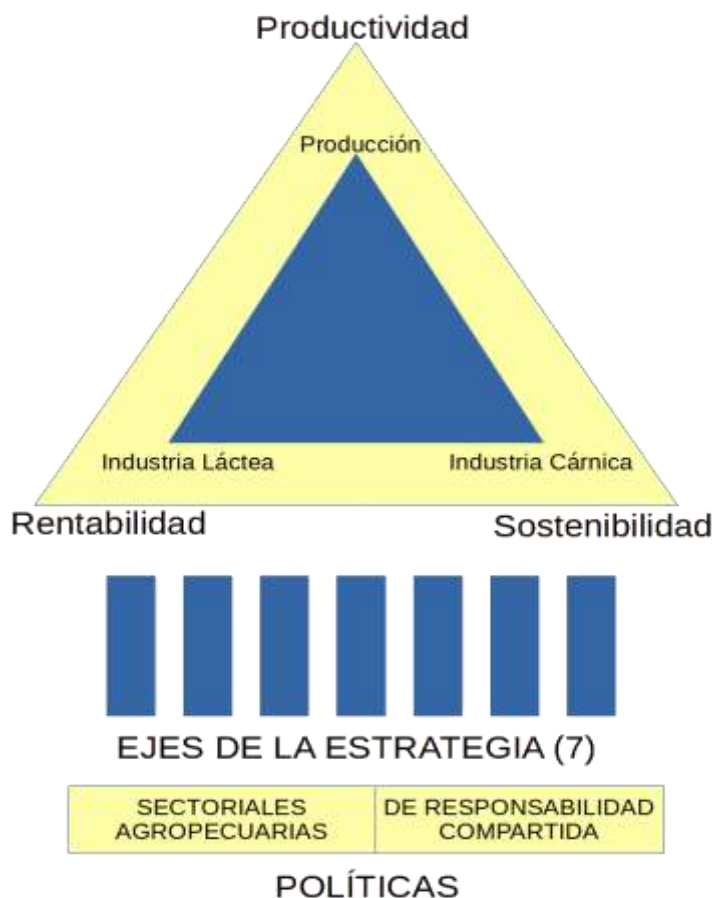 Productividad
Producción
Industria Láctea Industria Cárnica
Rentabilidad Sostenibilidad
EJES DE LA ESTRATEGIA (7)
SECTORIALES
AGROPECUARIAS
DE RESPONSABILIDAD
COMPARTIDA
POLÍTICAS